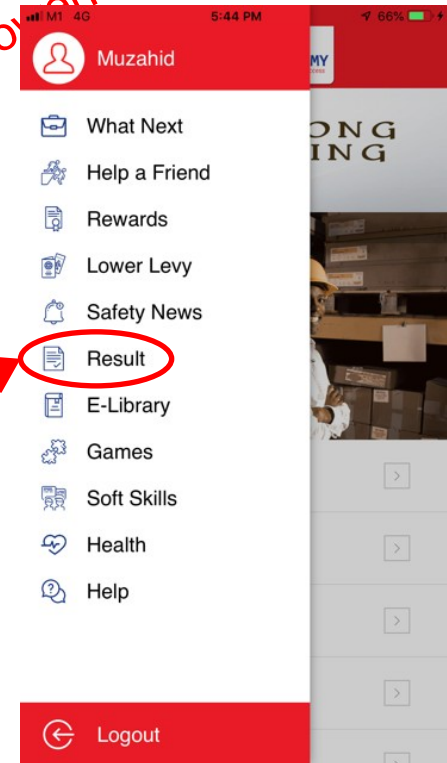 M1 4G 5:44 PM 66%
Muzahid
MY
ONG
ING
What Next
Help a Friend
Rewards
Lower Levy
Safety News
Result
E-Library
Games
Soft Skills
Health
Help
Logout